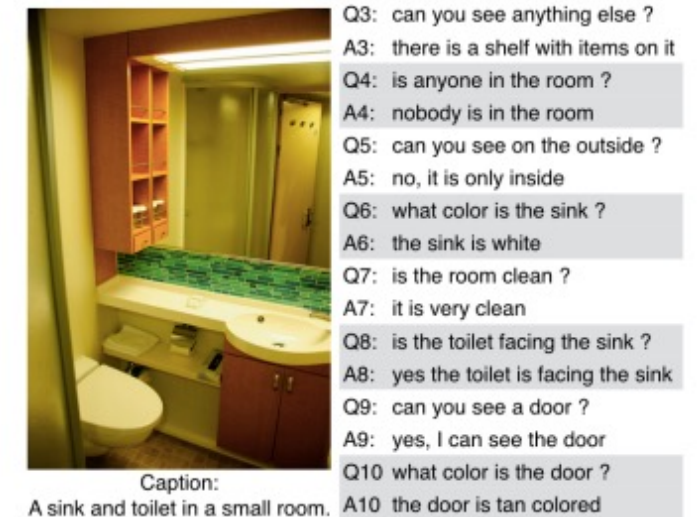 Q3: can you see anything else ?
A3: there is a shelf with items on it
Q4: is anyone in the room ?
A4: nobody is in the room
Q5: can you see on the outside ?
A5: no, it is only inside
Q6: what color is the sink ?
A6: the sink is white
Q7: is the room clean ?
A7: it is very clean
Q8: is the toilet facing the sink ?
A8: yes the toilet is facing the sink
Q9: can you see a door ?
A9: yes, I can see the door
Q10 what color is the door ?
A10 the door is tan colored
Caption:
A sink and toilet in a small room.